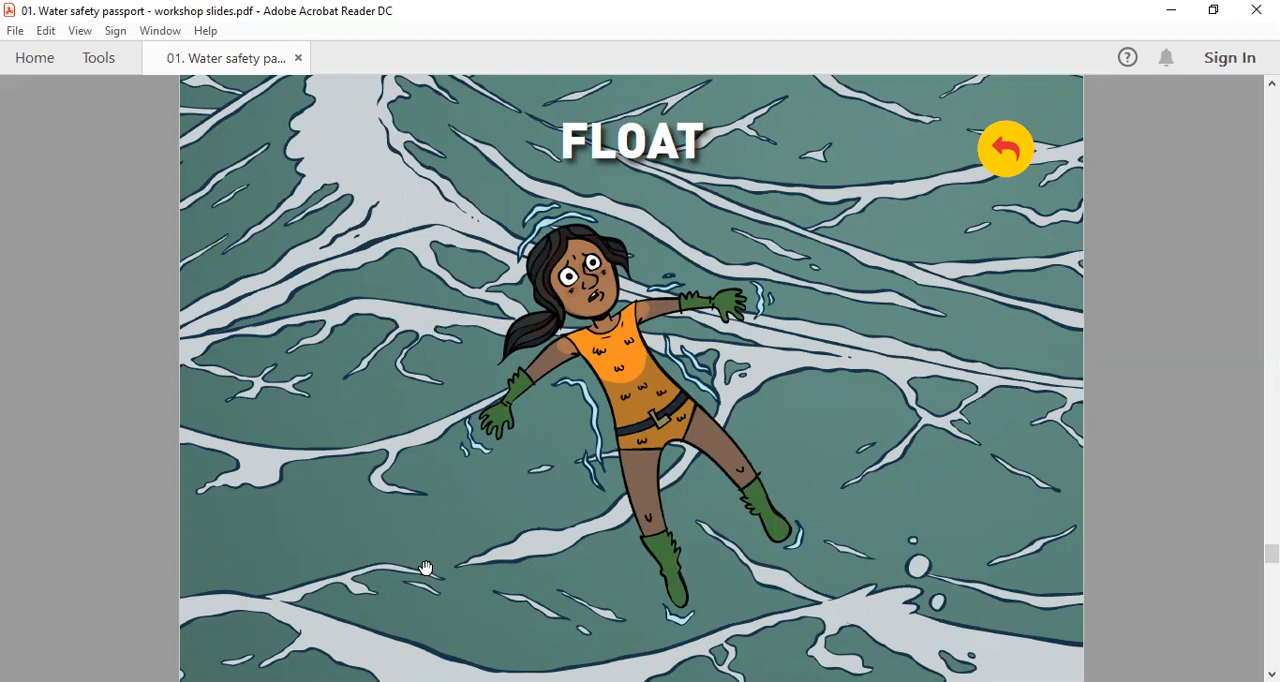 01. Water safety passport - workshop slides.pdf - Adobe Acrobat Reader DC
File Edit View Sign Window Help
Home Tools 01. Water safety pa... × Sign In
FLOAT